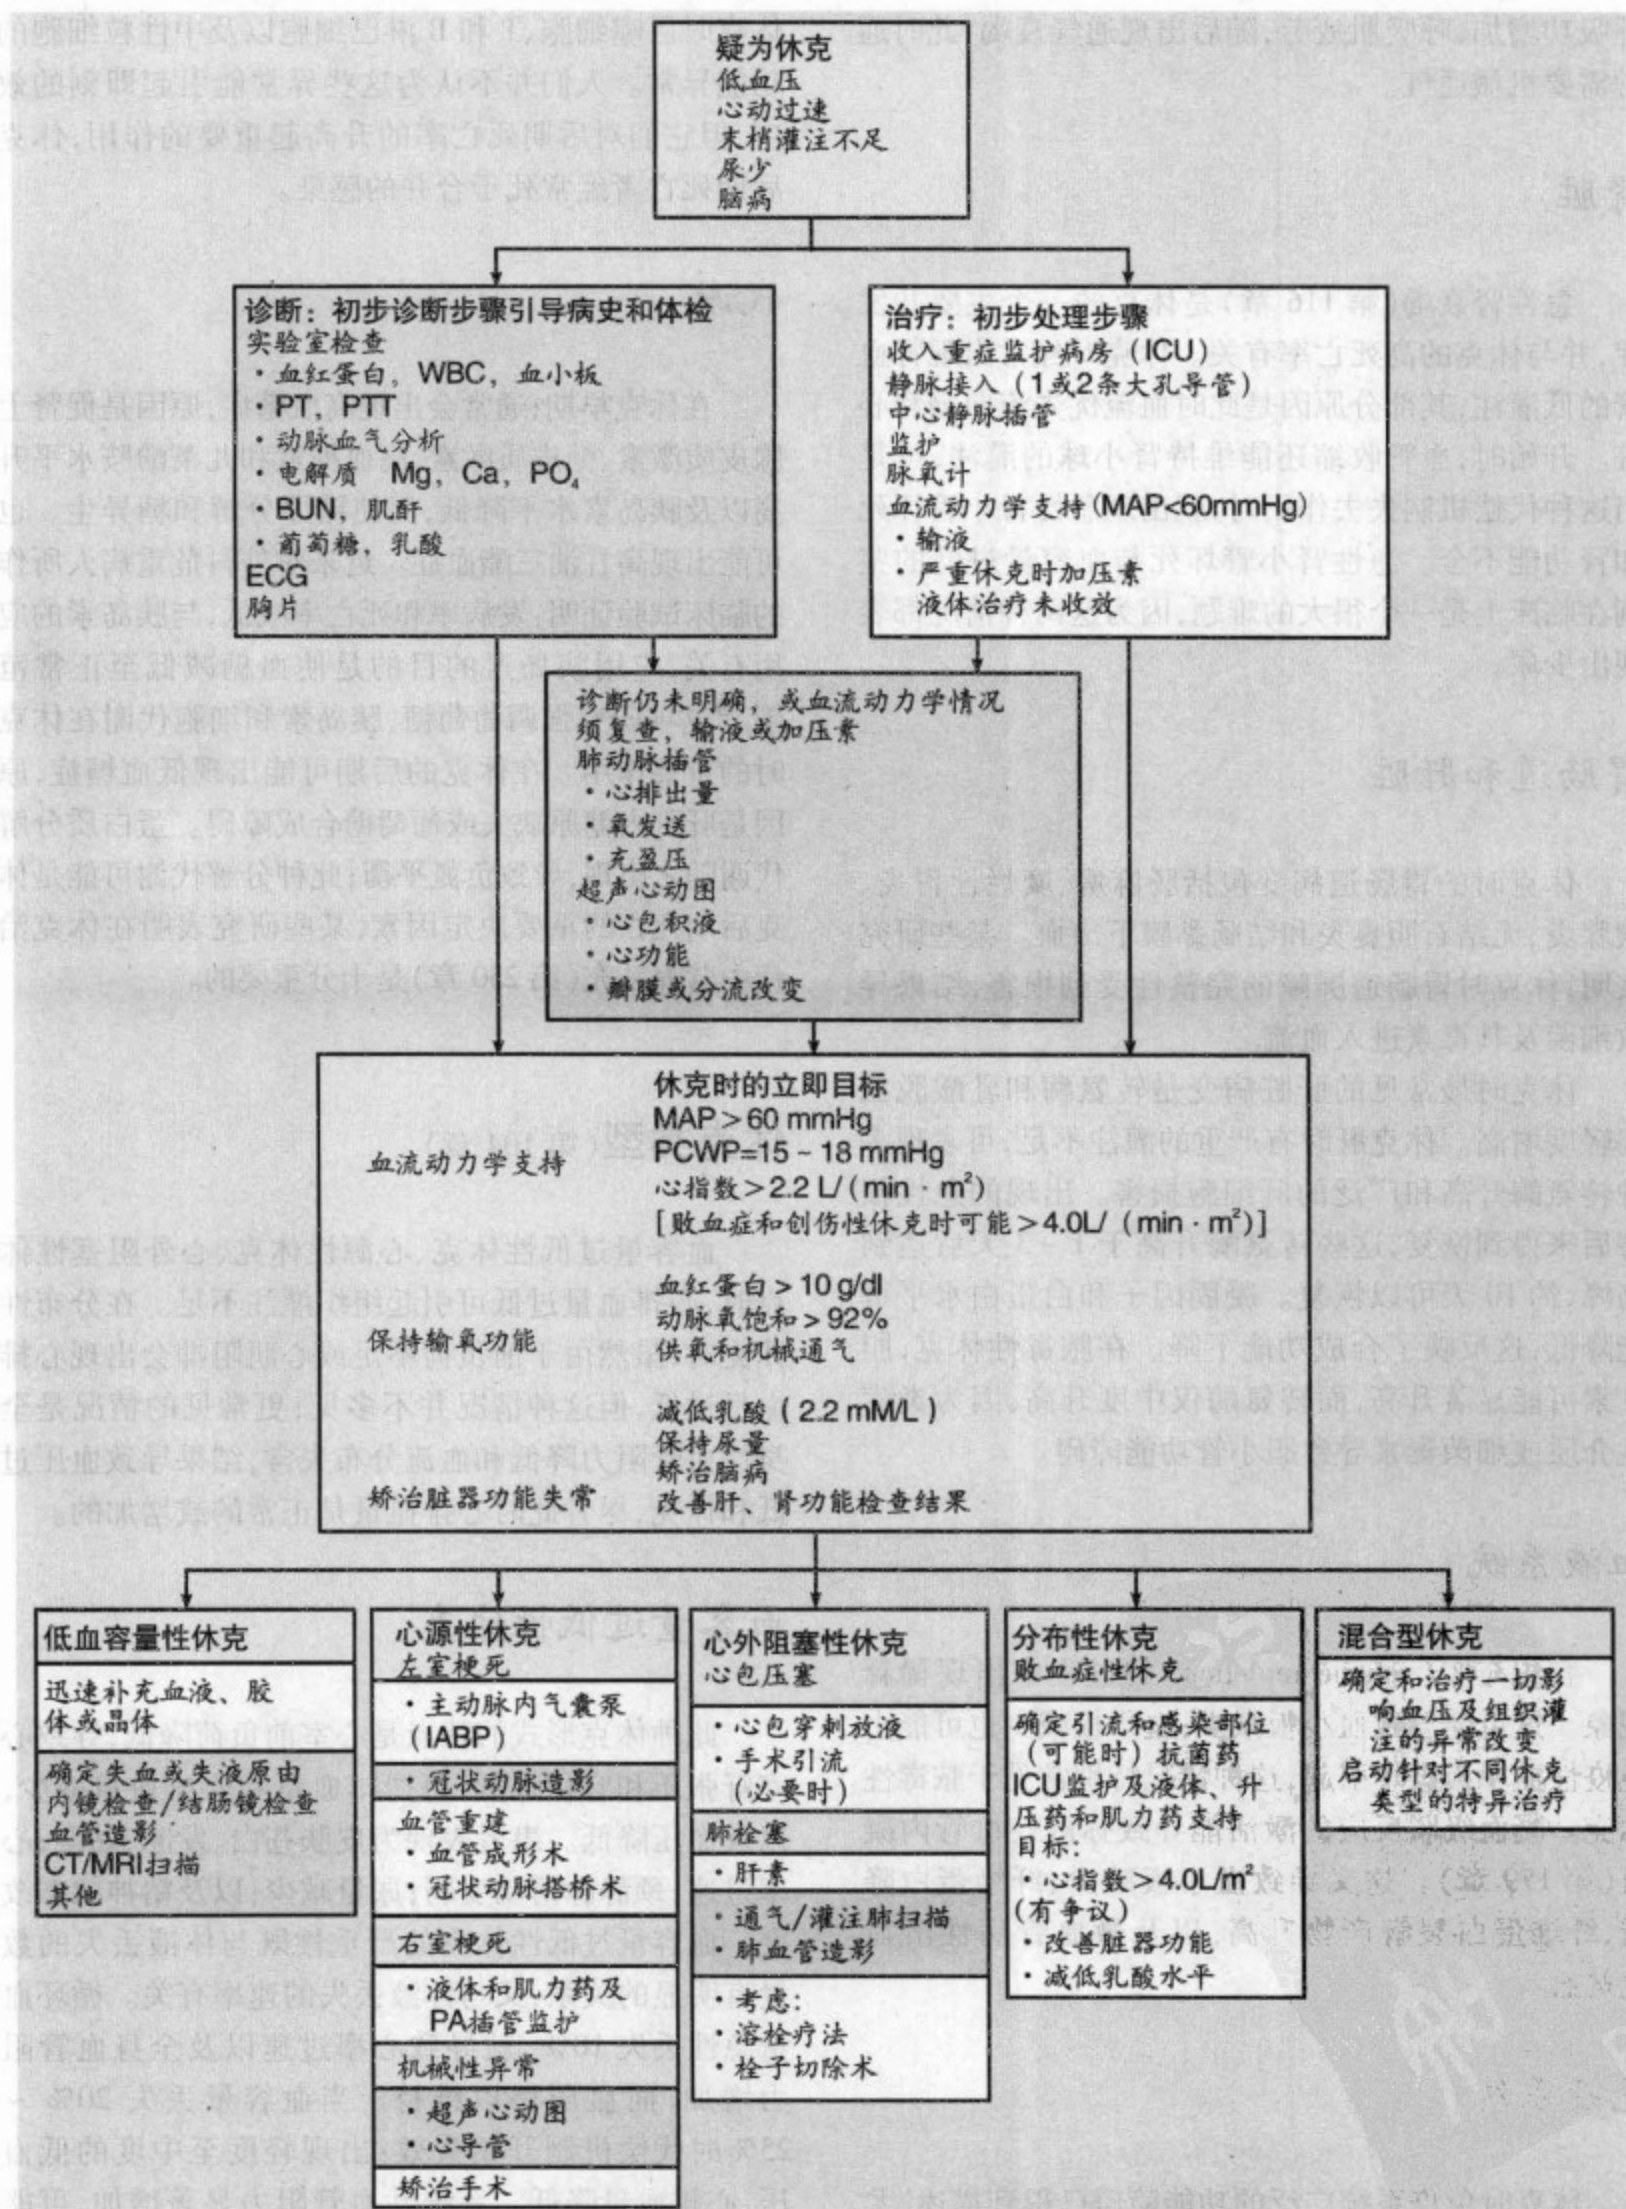 疑为休克
低血压
心动过速
末梢灌注不足
尿少
脑病
诊断：初步诊断步骤引导病史和体检
实验室检查
·血红蛋白，WBC，血小板
·PT，PTT
·动脉血气分析
·电解质 Mg，Ca，PO₄
·BUN，肌酐
·葡萄糖，乳酸
ECG
胸片
治疗：初步处理步骤
收入重症监护病房（ICU）
静脉接入（1或2条大孔导管）
中心静脉插管
监护
脉氧计
血流动力学支持(MAP<60mmHg)
·输液
·严重休克时加压素
液体治疗未收效
诊断仍未明确，或血流动力学情况
须复查，输液或加压素
肺动脉插管
·心排出量
·氧发送
·充盈压
超声心动图
·心包积液
·心功能
·瓣膜或分流改变
休克时的立即目标
血流动力学支持
MAP＞60 mmHg
PCWP=15～18 mmHg
心指数＞2.2 L/（min·m²）
[败血症和创伤性休克时可能＞4.0L/（min·m²）]
保持输氧功能
血红蛋白＞10 g/dl
动脉氧饱和＞92%
供氧和机械通气
矫治脏器功能失常
减低乳酸（2.2 mM/L）
保持尿量
矫治脑病
改善肝、肾功能检查结果
低血容量性休克
迅速补充血液、胶
体或晶体
确定失血或失液原由
内镜检查/结肠镜检查
血管造影
CT/MRI扫描
其他
心源性休克
左室梗死
·主动脉内气囊泵
（IABP）
·冠状动脉造影
血管重建
·血管成形术
·冠状动脉搭桥术
右室梗死
·液体和肌力药及
PA插管监护
机械性异常
·超声心动图
·心导管
矫治手术
心外阻塞性休克
心包压塞
·心包穿刺放液
·手术引流
（必要时）
肺栓塞
·肝素
·通气/灌注肺扫描
·肺血管造影
·考虑：
·溶栓疗法
·栓子切除术
分布性休克
败血症性休克
确定引流和感染部位
（可能时）抗菌药
ICU监护及液体、升
压药和肌力药支持
目标：
·心指数＞4.0L/m²
(有争议)
·改善脏器功能
·减低乳酸水平
混合型休克
确定和治疗一切影
响血压及组织灌
注的异常改变
启动针对不同休克
类型的特异治疗